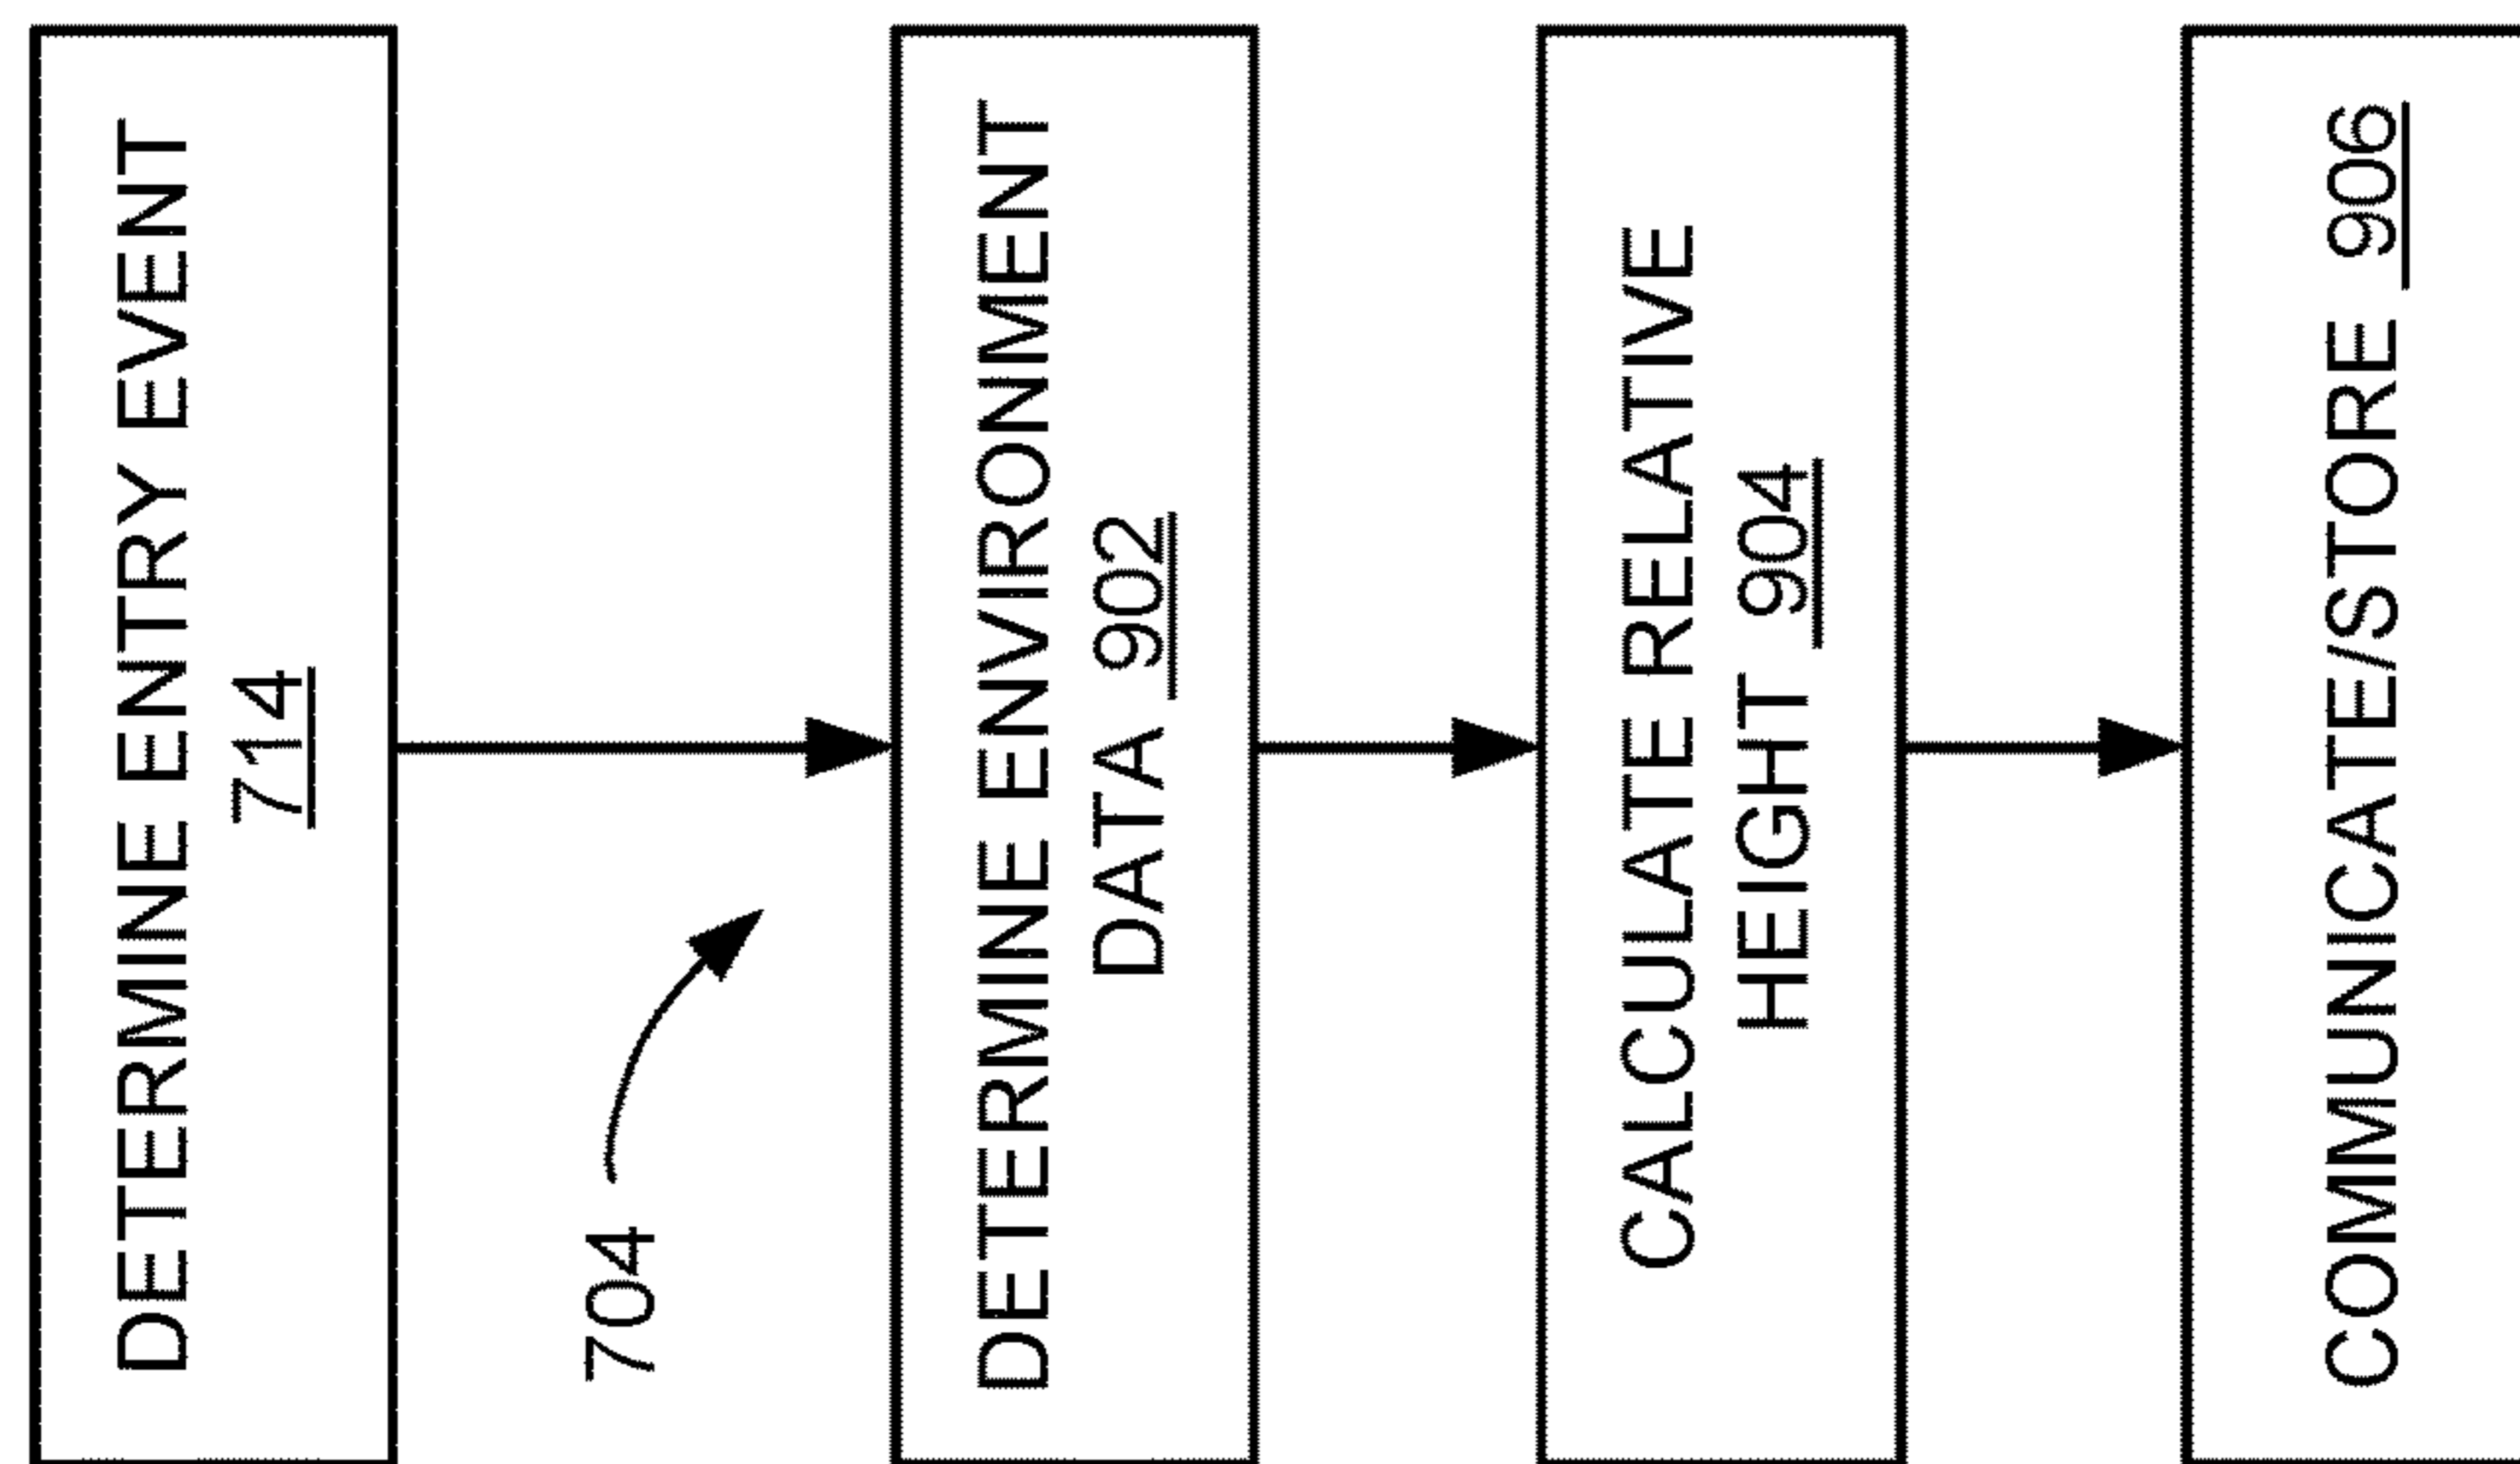 DETERMINE ENTRY EVENT
714
704
DETERMINE ENVIRONMENT
DATA 902
CALCULATE RELATIVE
HEIGHT 904
COMMUNICATE/STORE 906